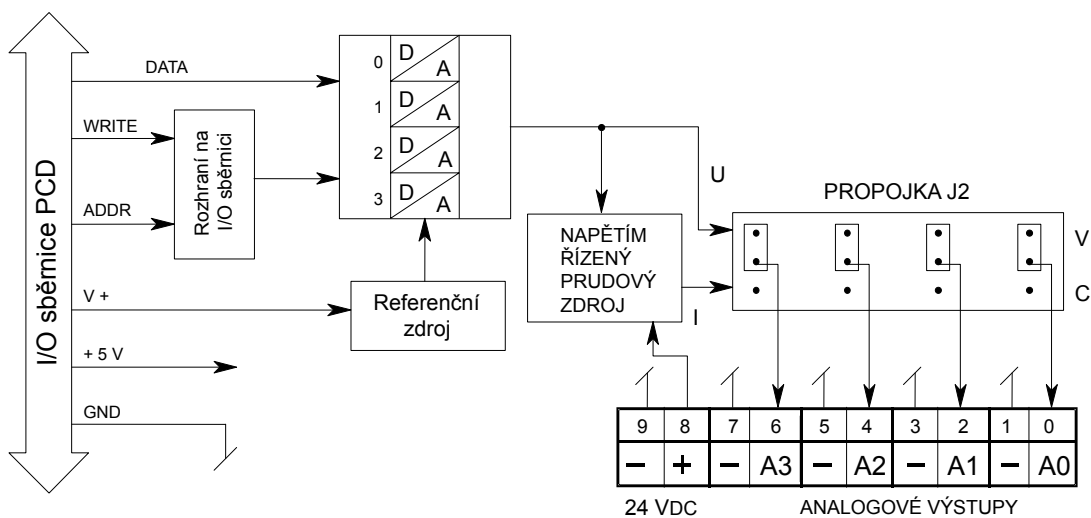 I/O sběrnice PCD
DATA
WRITE
ADDR
V +
+ 5 V
GND
Rozhraní na
I/O sběrnici
0 D A
1 D A
2 D A
3 D A
Referenční
zdroj
NAPĚTÍM
ŘÍZENÝ
PRUDOVÝ
ZDROJ
U
I
PROPOJKA J2
V
C
9 8 7 6 5 4 3 2 1 0
− + − A3 − A2 − A1 − A0
24 VDC
ANALOGOVÉ VÝSTUPY